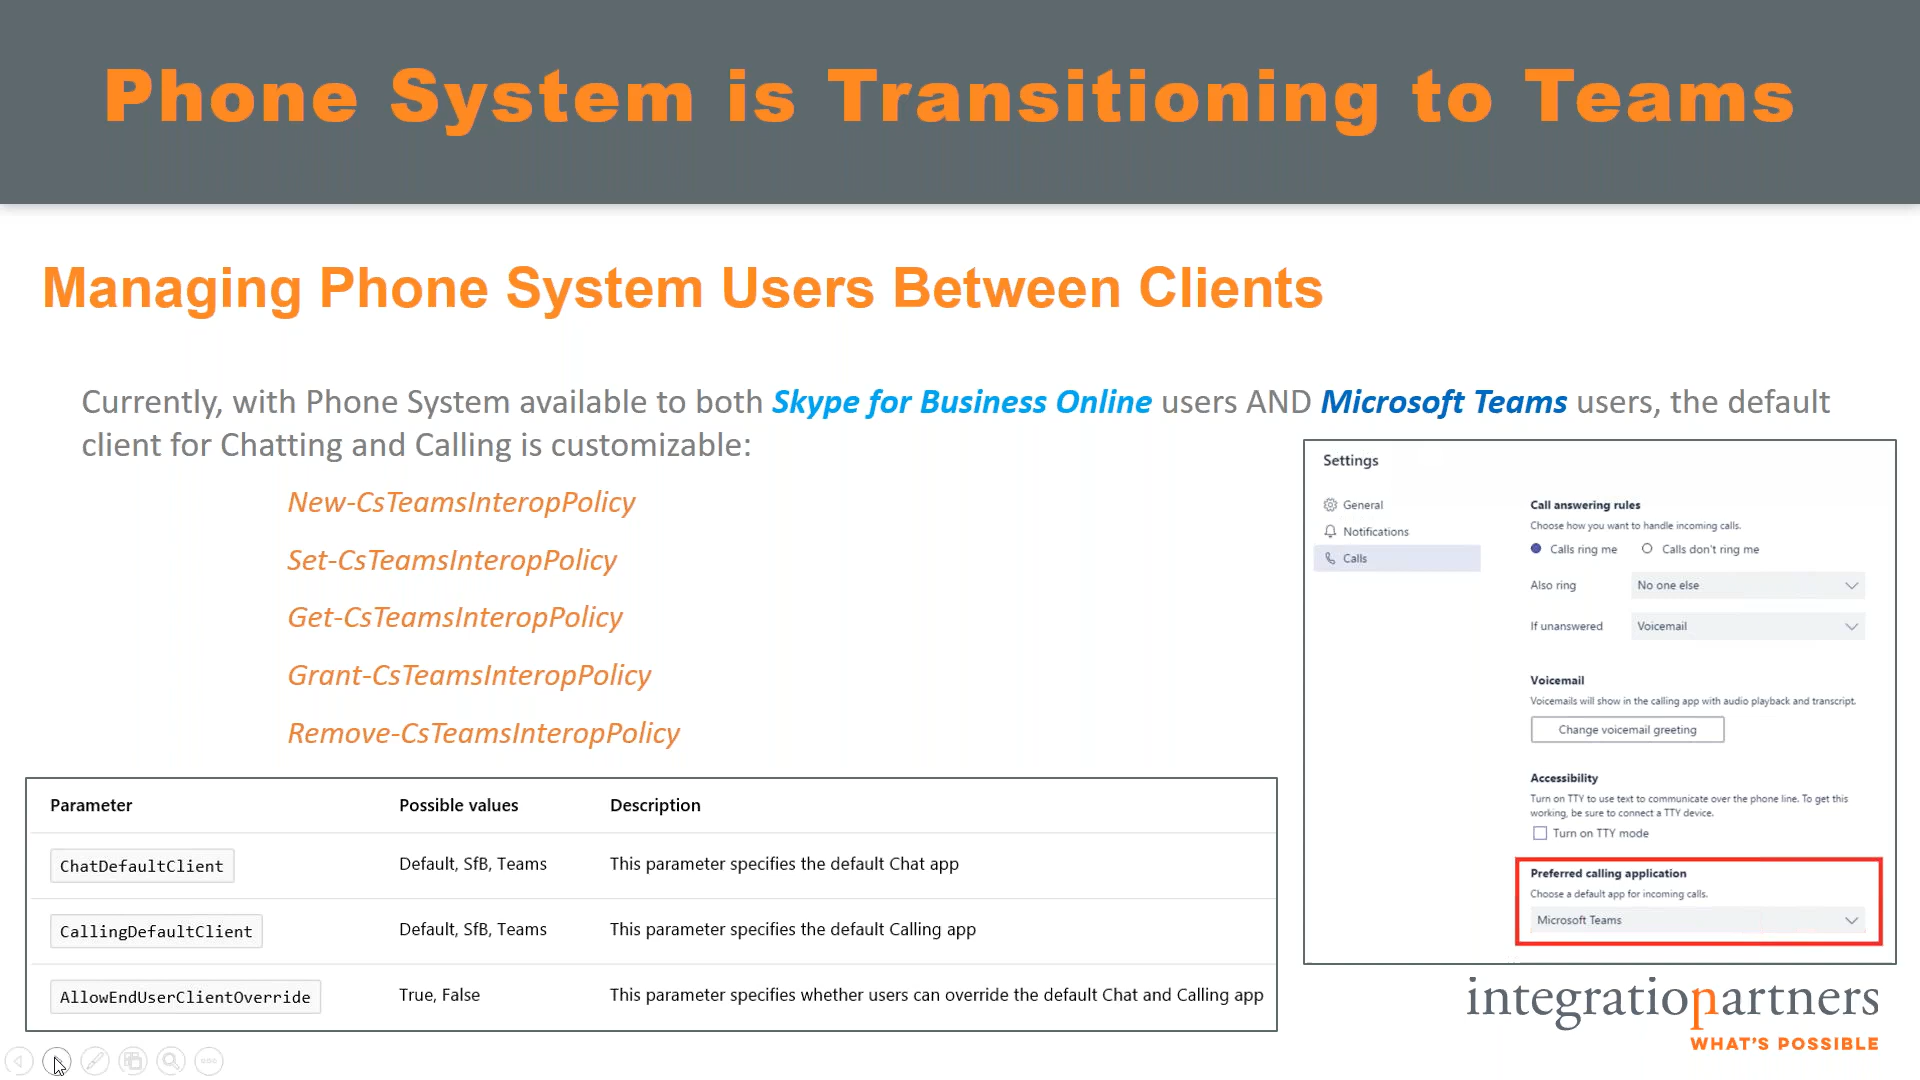 Phone System is Transitioning to Teams
Managing Phone System Users Between Clients
Currently, with Phone System available to both Skype for Business Online users AND Microsoft Teams users, the default
client for Chatting and Calling is customizable:
New-CsTeamsInteropPolicy
Set-CsTeamsInteropPolicy
Get-CsTeamsInteropPolicy
Grant-CsTeamsInteropPolicy
Remove-CsTeamsInteropPolicy
Parameter Possible values Description
ChatDefaultClient Default, SfB, Teams This parameter specifies the default Chat app
CallingDefaultClient Default, SfB, Teams This parameter specifies the default Calling app
AllowEndUserClientOverride True, False This parameter specifies whether users can override the default Chat and Calling app
Settings
General
Notifications
Calls
Call answering rules
Choose how you want to handle incoming calls.
Calls ring me Calls don't ring me
Also ring No one else
If unanswered Voicemail
Voicemail
Voicemails will show in the calling app with audio playback and transcript.
Change voicemail greeting
Accessibility
Turn on TTY to use text to communicate over the phone line. To get this
working, be sure to connect a TTY device.
Turn on TTY mode
Preferred calling application
Choose a default app for incoming calls.
Microsoft Teams
integrationpartners
WHAT'S POSSIBLE